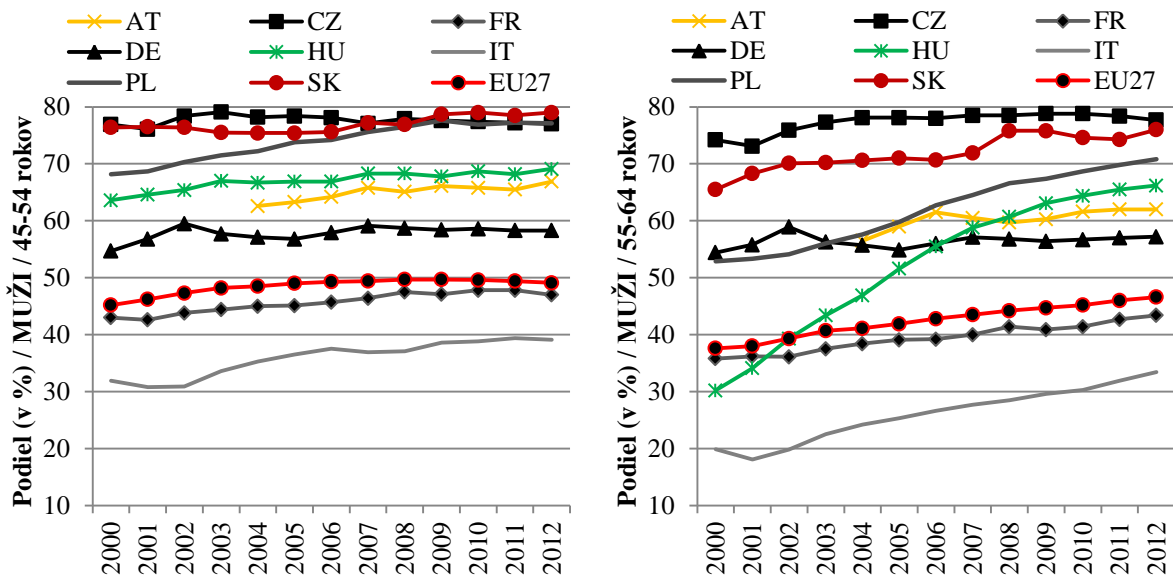 AT CZ FR
DE HU IT
PL SK EU27
Podiel (v %) / MUŽI / 45-54 rokov
80
70
60
50
40
30
20
10
2000 2001 2002 2003 2004 2005 2006 2007 2008 2009 2010 2011 2012
AT CZ FR
DE HU IT
PL SK EU27
Podiel (v %) / MUŽI / 55-64 rokov
80
70
60
50
40
30
20
10
2000 2001 2002 2003 2004 2005 2006 2007 2008 2009 2010 2011 2012